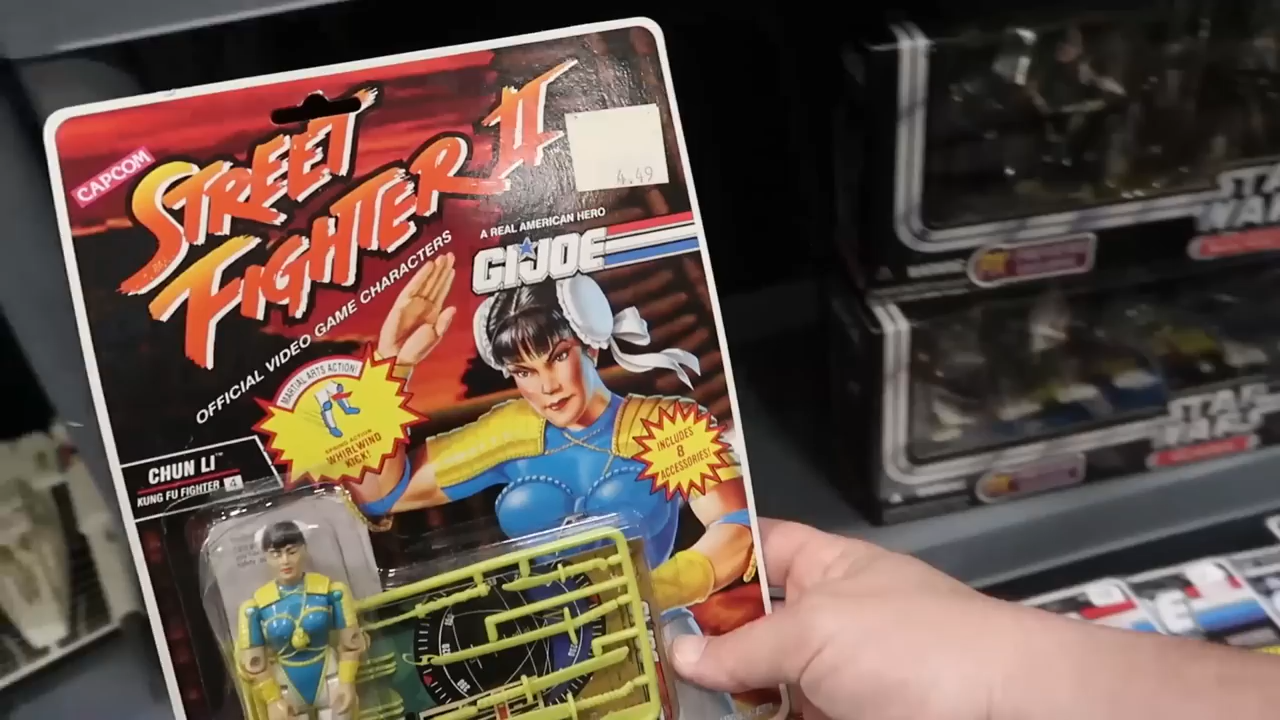 CAPCOM
STREET
FIGHTER II
4.49
OFFICIAL VIDEO GAME CHARACTERS
A REAL AMERICAN HERO
G.I. JOE
MARTIAL ARTS ACTION!
SPRING ACTION
WHIRLWIND
KICK!
INCLUDES
8
ACCESSORIES!
CHUN LI™
KUNG FU FIGHTER 4
STAR
WARS
STAR
WARS